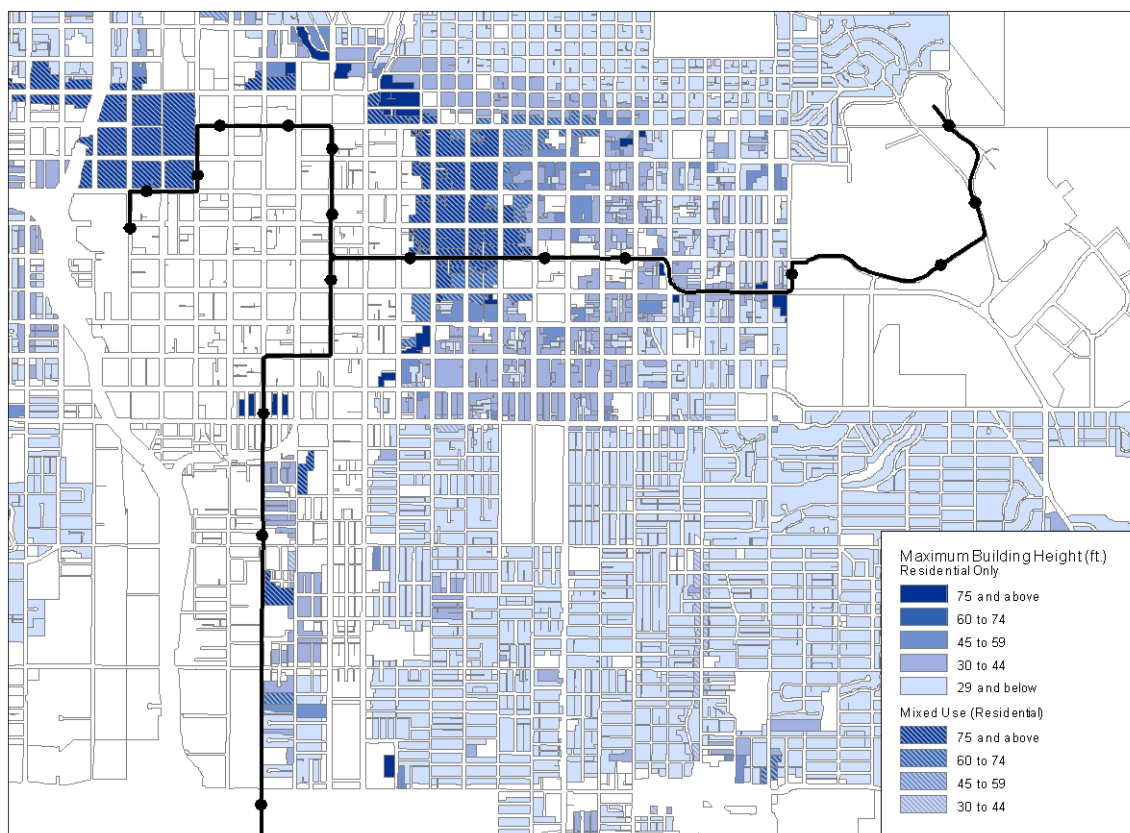 Maximum Building Height (ft.)
Residential Only
75 and above
60 to 74
45 to 59
30 to 44
29 and below
Mixed Use (Residential)
75 and above
60 to 74
45 to 59
30 to 44